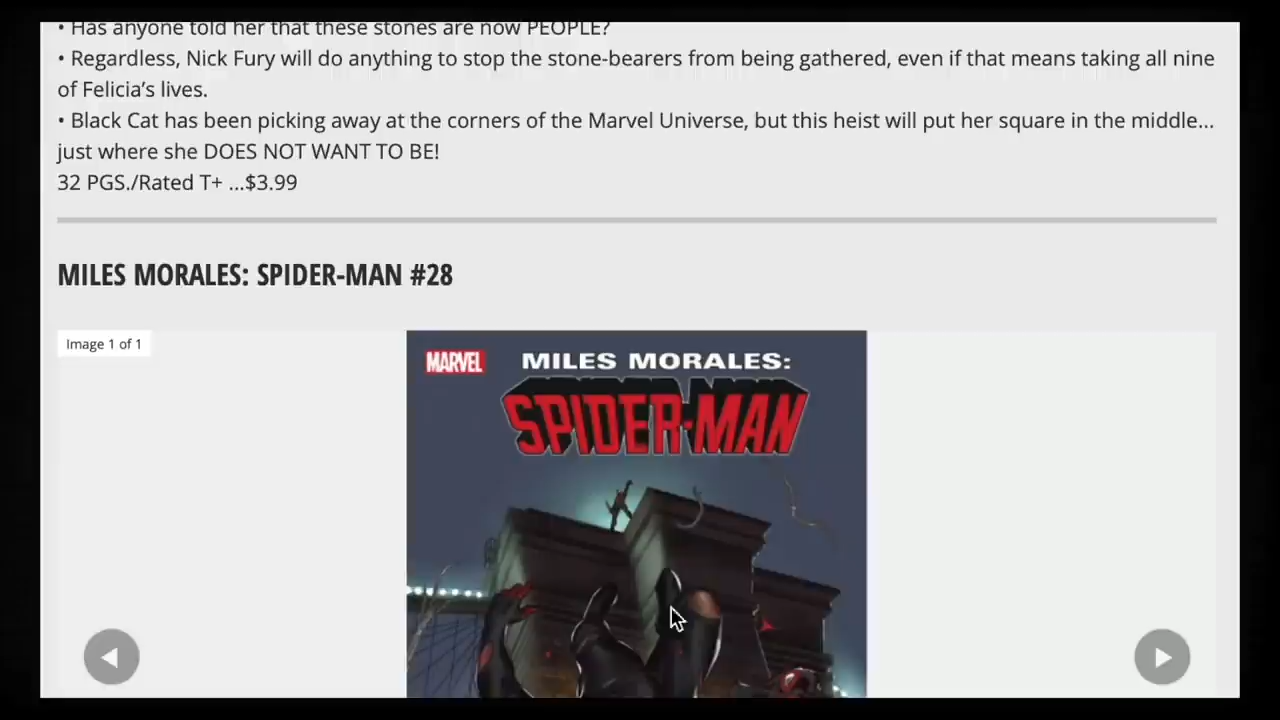 • Has anyone told her that these stones are now PEOPLE?
• Regardless, Nick Fury will do anything to stop the stone-bearers from being gathered, even if that means taking all nine
of Felicia’s lives.
• Black Cat has been picking away at the corners of the Marvel Universe, but this heist will put her square in the middle…
just where she DOES NOT WANT TO BE!
32 PGS./Rated T+ …$3.99
MILES MORALES: SPIDER-MAN #28
Image 1 of 1
MARVEL
MILES MORALES:
SPIDER-MAN